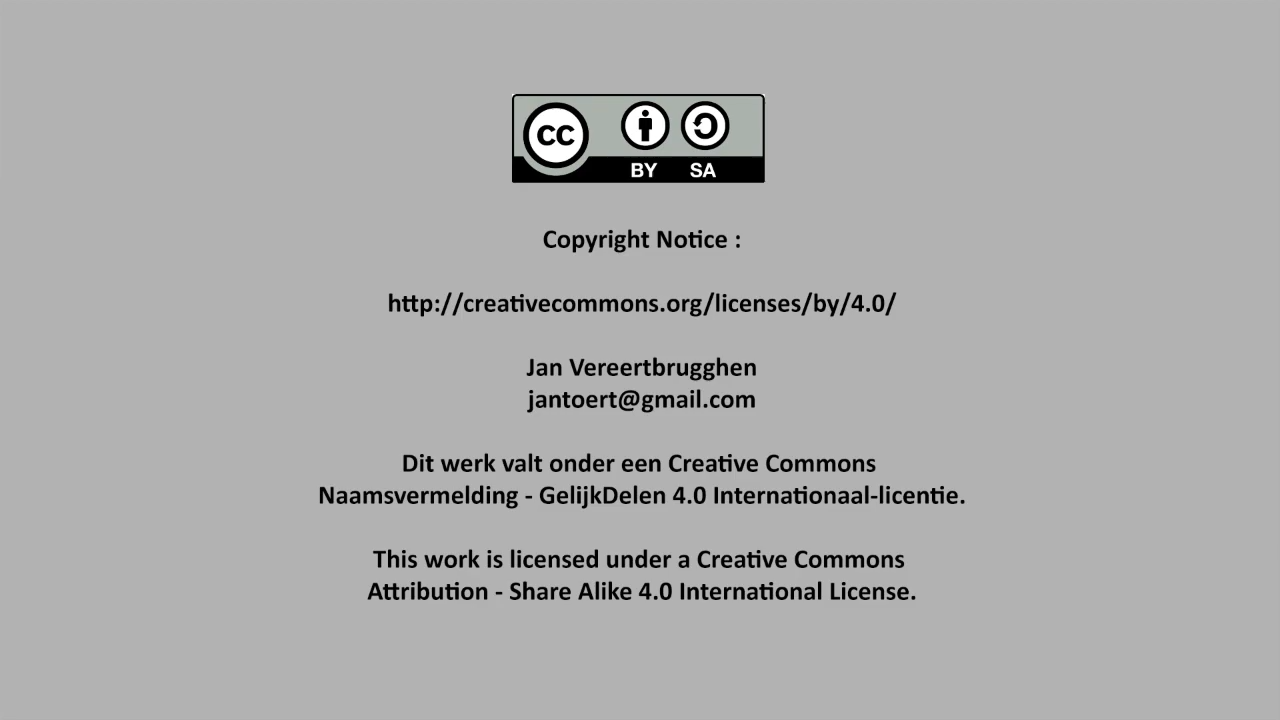 CC
BY SA
Copyright Notice :
http://creativecommons.org/licenses/by/4.0/
Jan Vereertbrugghen
jantoert@gmail.com
Dit werk valt onder een Creative Commons
Naamsvermelding - GelijkDelen 4.0 Internationaal-licentie.
This work is licensed under a Creative Commons
Attribution - Share Alike 4.0 International License.